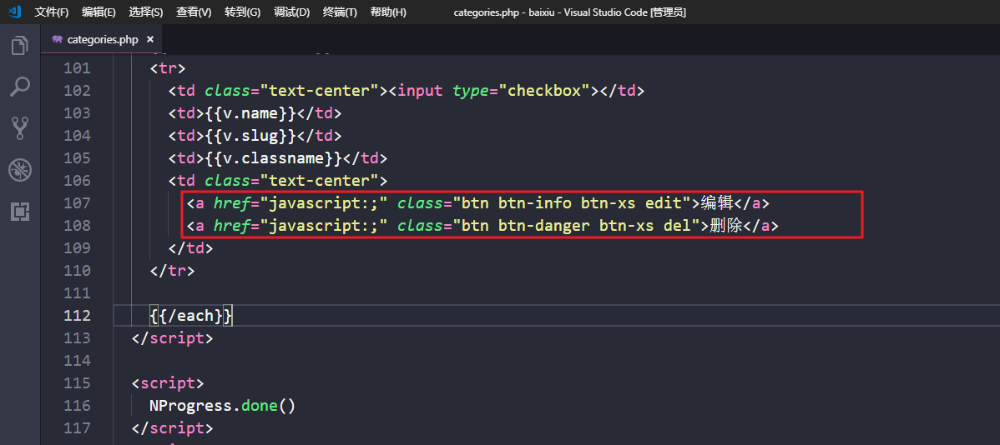 文件(F) 编辑(E) 选择(S) 查看(V) 转到(G) 调试(D) 终端(T) 帮助(H) categories.php - baixiu - Visual Studio Code [管理员]
categories.php ×
101 <tr>
102 <td class="text-center"><input type="checkbox"></td>
103 <td>{{v.name}}</td>
104 <td>{{v.slug}}</td>
105 <td>{{v.classname}}</td>
106 <td class="text-center">
107 <a href="javascript:;" class="btn btn-info btn-xs edit">编辑</a>
108 <a href="javascript:;" class="btn btn-danger btn-xs del">删除</a>
109 </td>
110 </tr>
111
112 {{/each}}
113 </script>
114
115 <script>
116 NProgress.done()
117 </script>